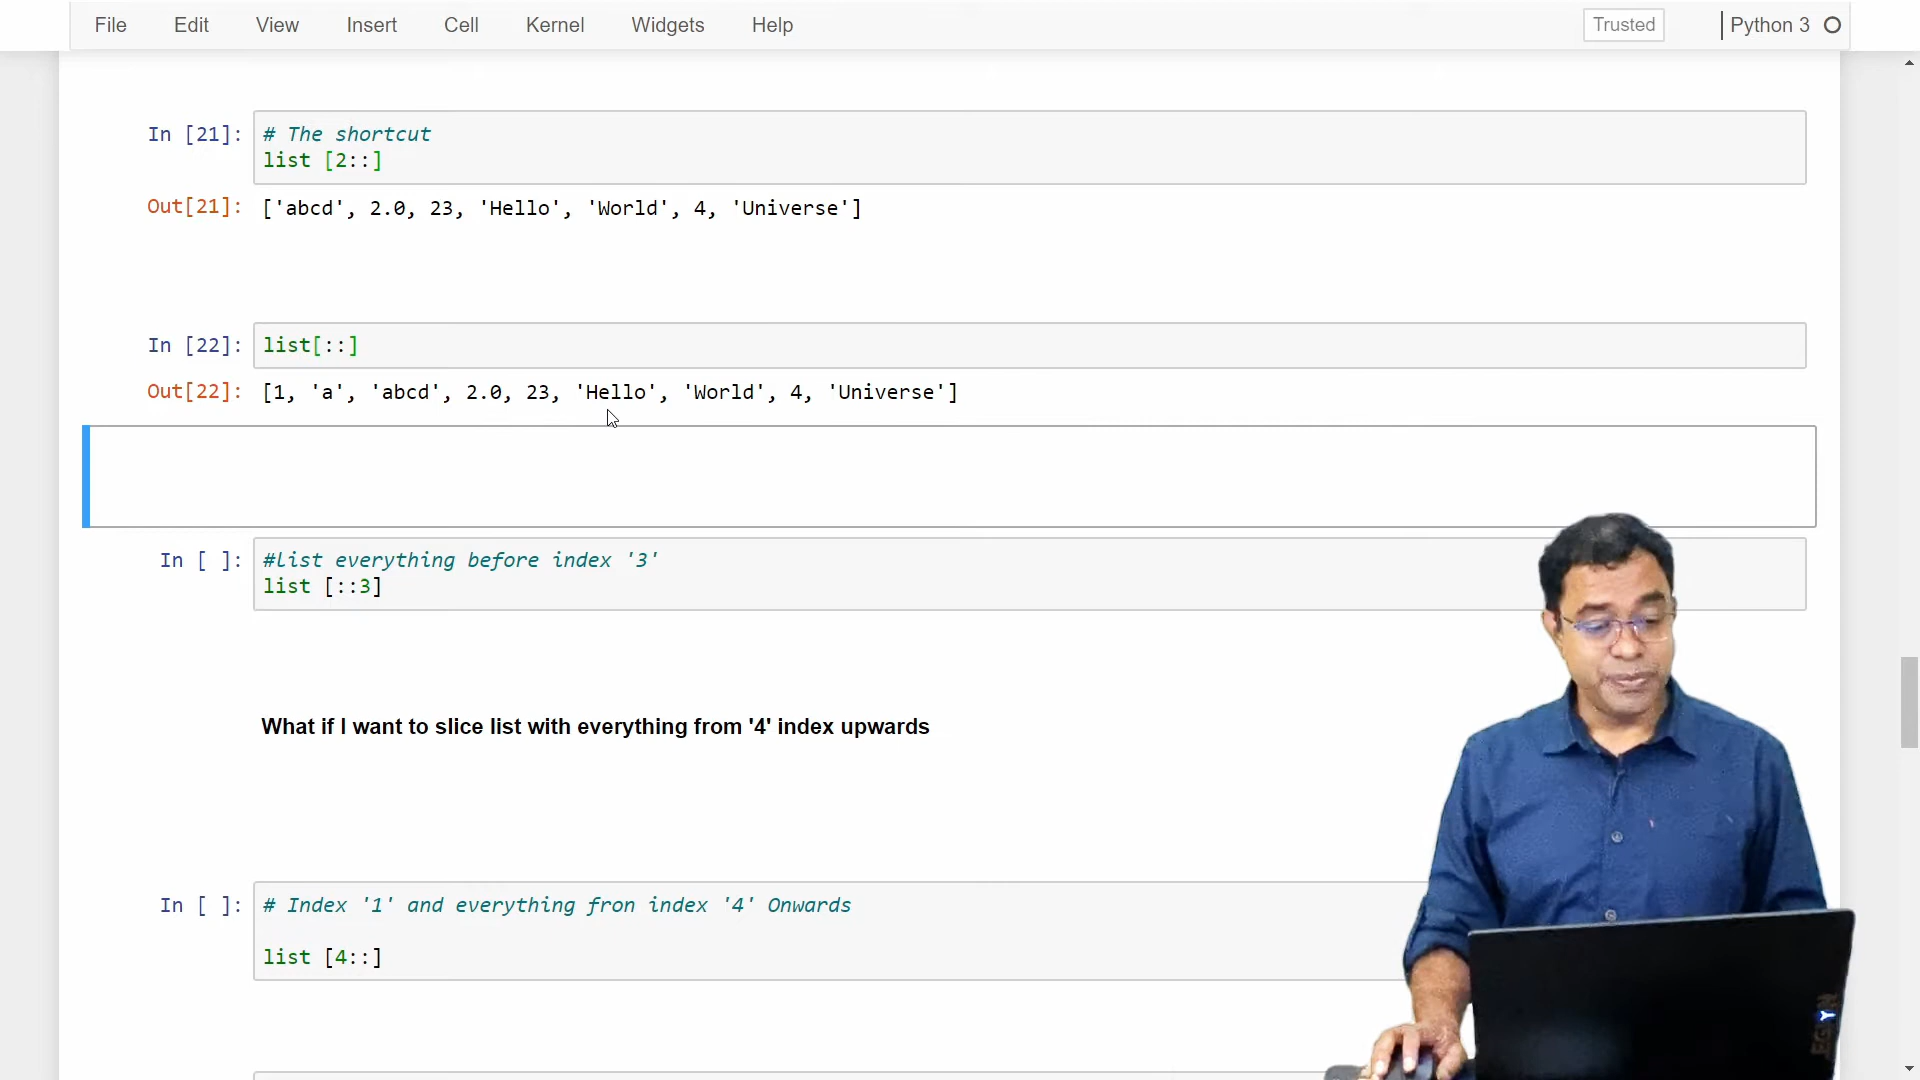 File Edit View Insert Cell Kernel Widgets Help Trusted Python 3
In [21]: # The shortcut
list [2::]
Out[21]: ['abcd', 2.0, 23, 'Hello', 'World', 4, 'Universe']
In [22]: list[::]
Out[22]: [1, 'a', 'abcd', 2.0, 23, 'Hello', 'World', 4, 'Universe']
In [ ]: #list everything before index '3'
list [::3]
What if I want to slice list with everything from '4' index upwards
In [ ]: # Index '1' and everything fron index '4' Onwards
list [4::]